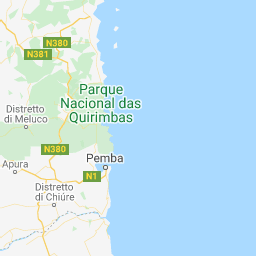 N380
N381
Parque
Nacional das
Quirimbas
Distretto
di Meluco
N380
Pemba
Apura
N1
Distretto
di Chiúre